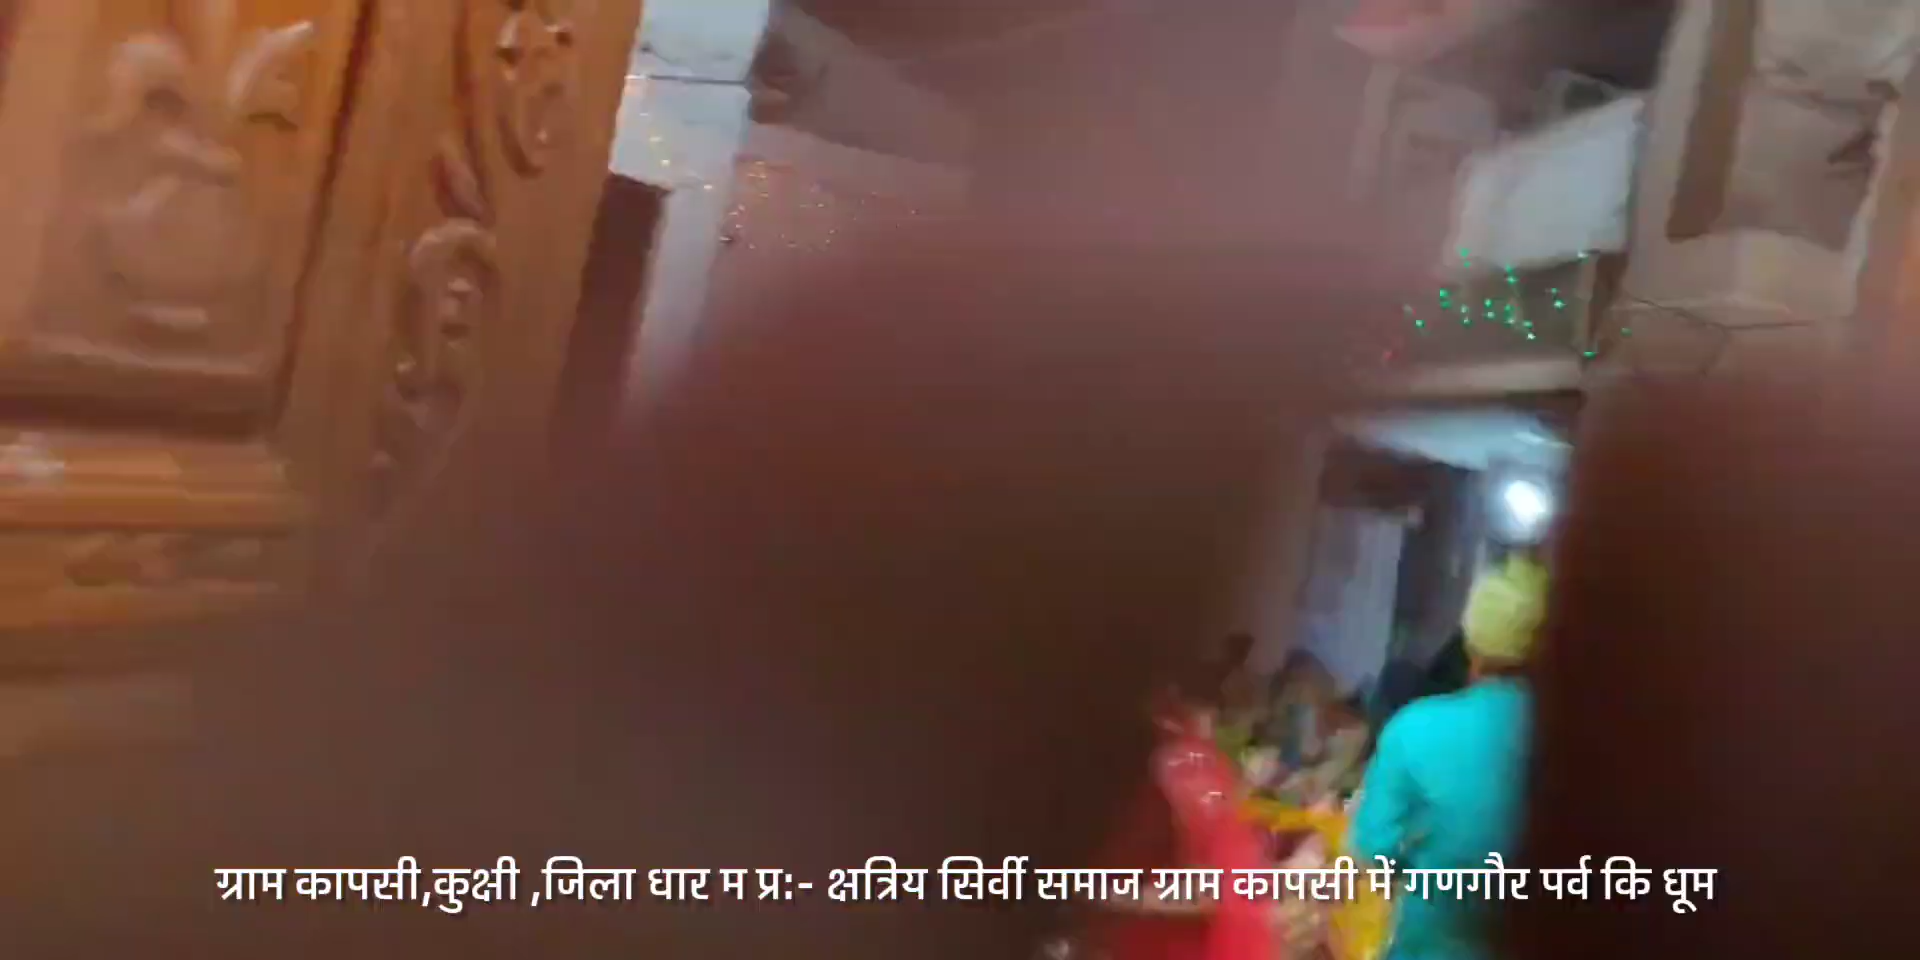 ग्राम कापसी,कुक्षी ,जिला धार म प्र:- क्षत्रिय सिर्वी समाज ग्राम कापसी में गणगौर पर्व कि धूम